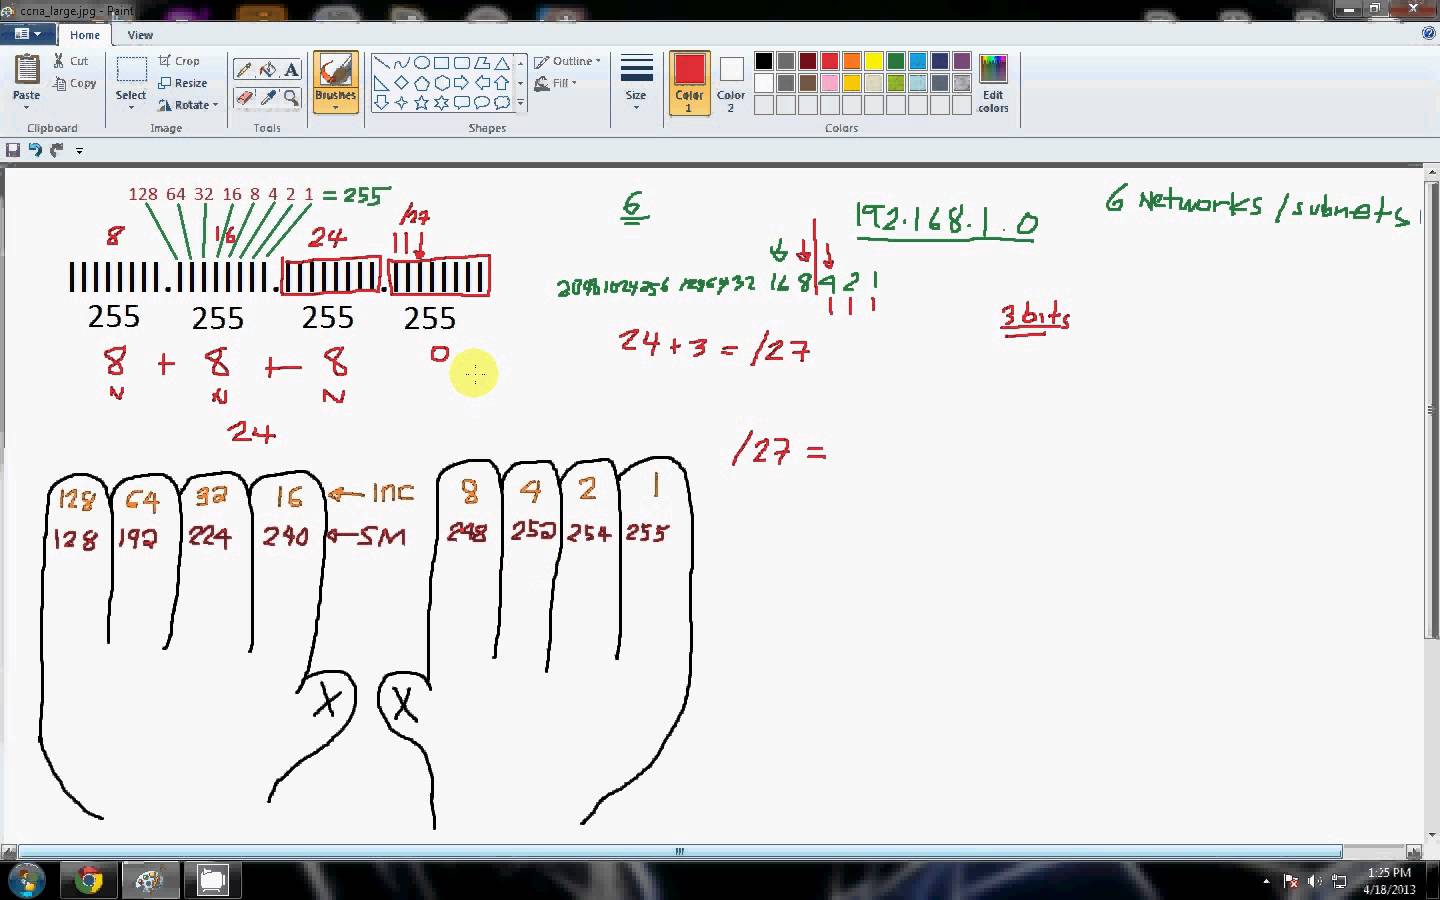 ccna_large.jpg - Paint
Home View
Paste Cut Copy Clipboard
Select Crop Resize Rotate Image
A Tools
Brushes
Outline Fill Shapes
Size
Color 1 Color 2 Edit colors Colors
128 64 32 16 8 4 2 1 = 255
8 16 24 /27
255 255 255 255
8 + 8 + 8 0
N N N
24
6
192.168.1.0
6 Networks / subnets
2048 1024 256 128 64 32 16 8 4 2 1
1 1 1
3 bits
24 + 3 = /27
/27 =
128 64 32 16 ← INC 8 4 2 1
128 192 224 240 ← SM 248 252 254 255
X X
1:25 PM
4/18/2013